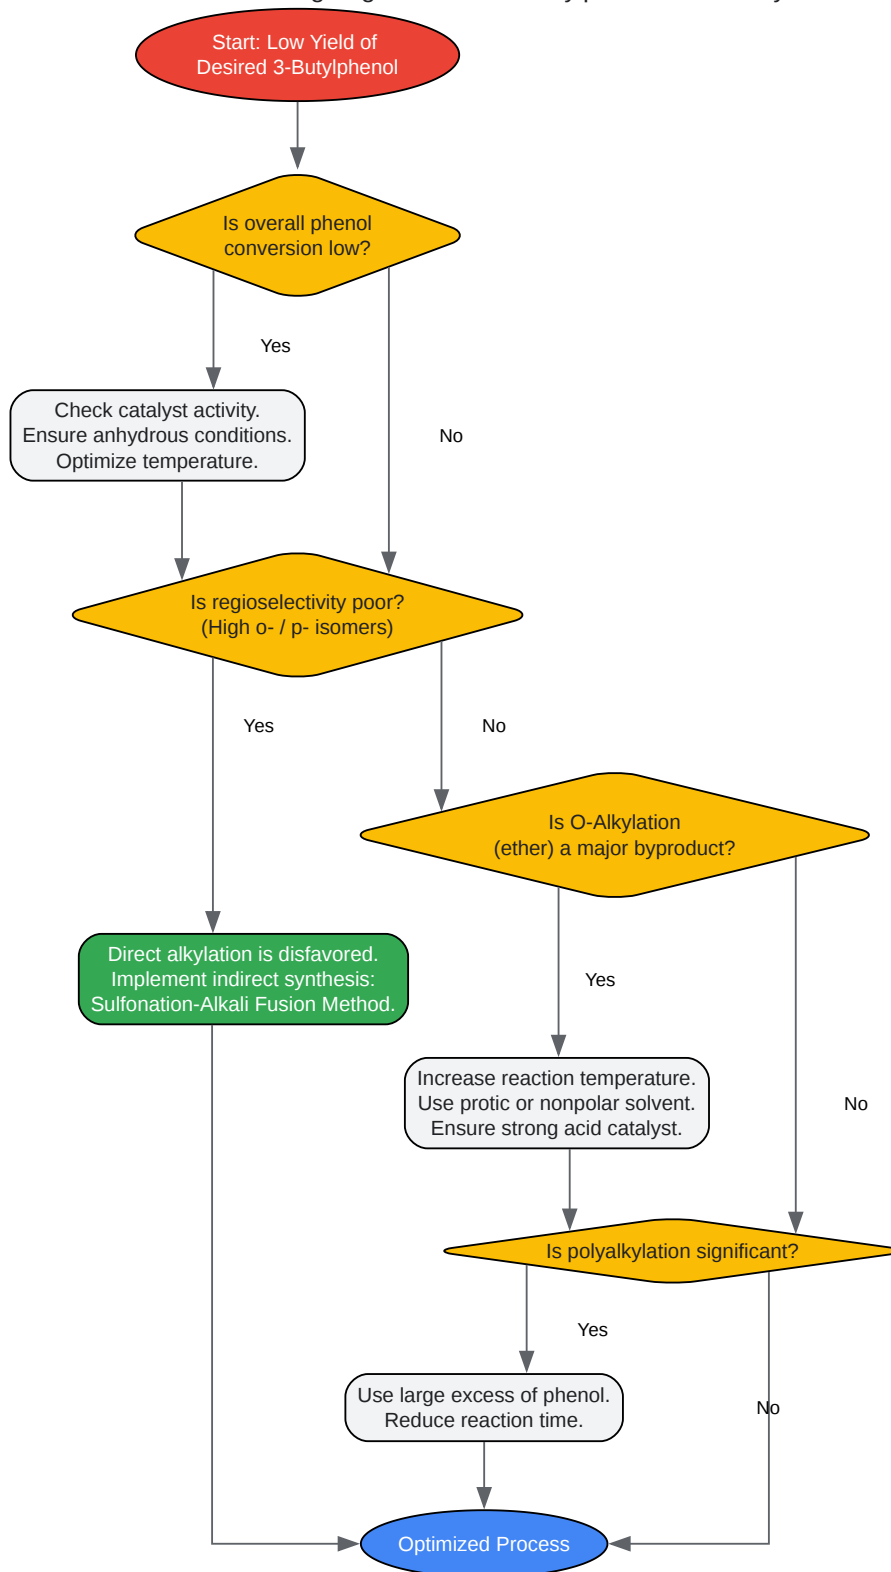 Start: Low Yield of
Desired 3-Butylphenol
Is overall phenol
conversion low?
Yes
Check catalyst activity.
Ensure anhydrous conditions.
Optimize temperature.
No
Is regioselectivity poor?
(High o- / p- isomers)
Yes
No
Is O-Alkylation
(ether) a major byproduct?
Direct alkylation is disfavored.
Implement indirect synthesis:
Sulfonation-Alkali Fusion Method.
Yes
Increase reaction temperature.
Use protic or nonpolar solvent.
Ensure strong acid catalyst.
No
Is polyalkylation significant?
Yes
Use large excess of phenol.
Reduce reaction time.
No
Optimized Process